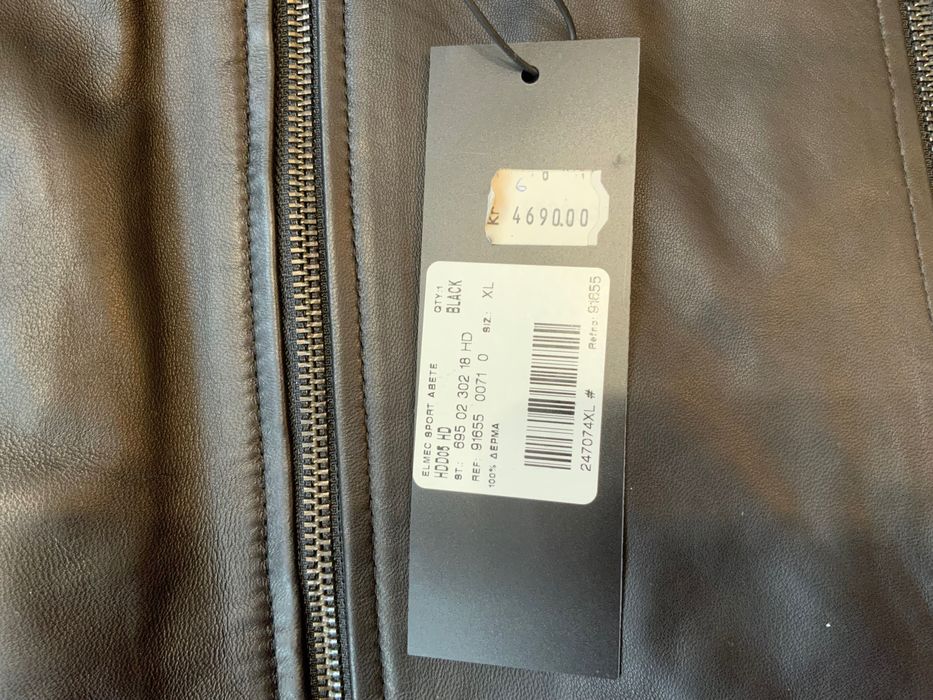 Kr 4690.00
ELMEC SPORT ABETE
HDD05 HD QTY:1
ST.: 695 02 302 18 HD BLACK
REF: 91655 0071 0 SIZ.: XL
100% ΔΕΡΜΑ
247074XL #
Refno: 91655